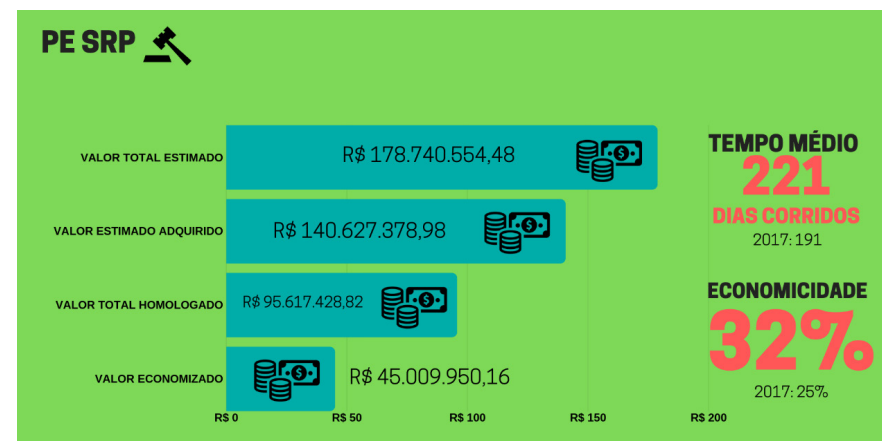 PE SRP
VALOR TOTAL ESTIMADO
R$ 178.740.554,48
VALOR ESTIMADO ADQUIRIDO
R$ 140.627.378,98
VALOR TOTAL HOMOLOGADO
R$ 95.617.428,82
VALOR ECONOMIZADO
R$ 45.009.950,16
R$ 0
R$ 50
R$ 100
R$ 150
R$ 200
TEMPO MÉDIO
221
DIAS CORRIDOS
2017: 191
ECONOMICIDADE
32%
2017: 25%